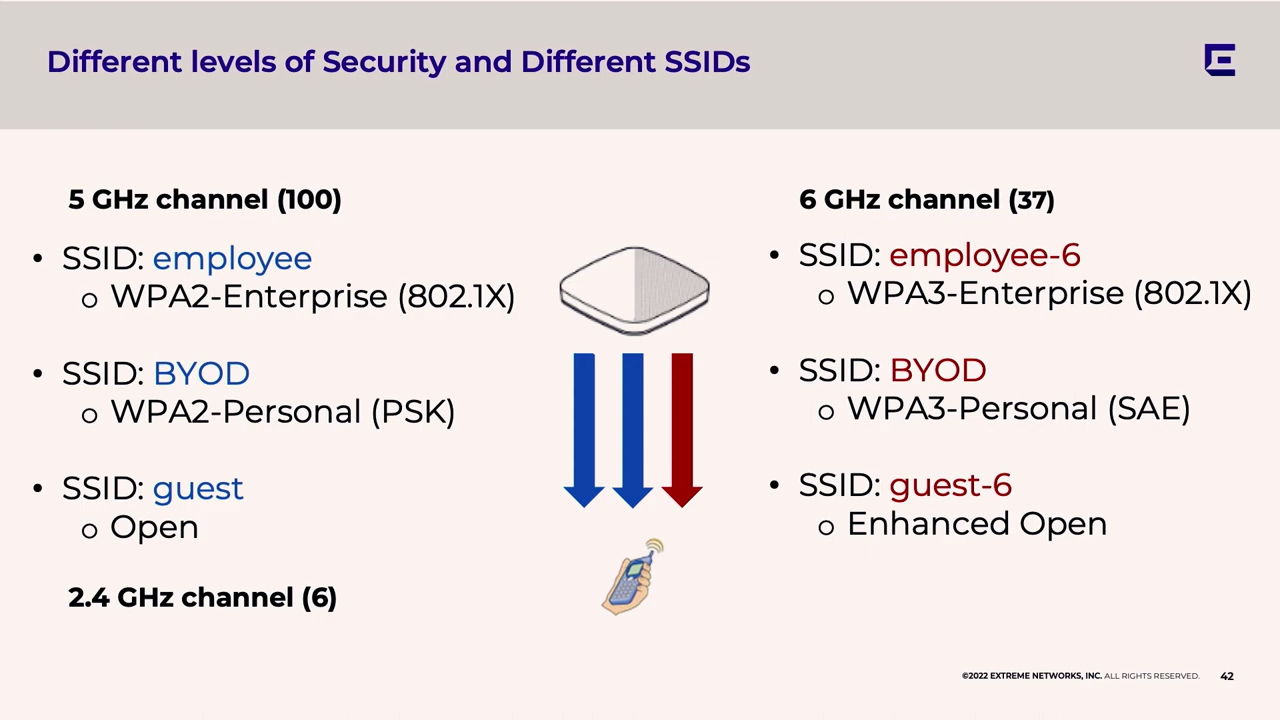 Different levels of Security and Different SSIDs
5 GHz channel (100)
• SSID: employee
o WPA2-Enterprise (802.1X)
• SSID: BYOD
o WPA2-Personal (PSK)
• SSID: guest
o Open
2.4 GHz channel (6)
6 GHz channel (37)
• SSID: employee-6
o WPA3-Enterprise (802.1X)
• SSID: BYOD
o WPA3-Personal (SAE)
• SSID: guest-6
o Enhanced Open
©2022 EXTREME NETWORKS, INC. ALL RIGHTS RESERVED. 42